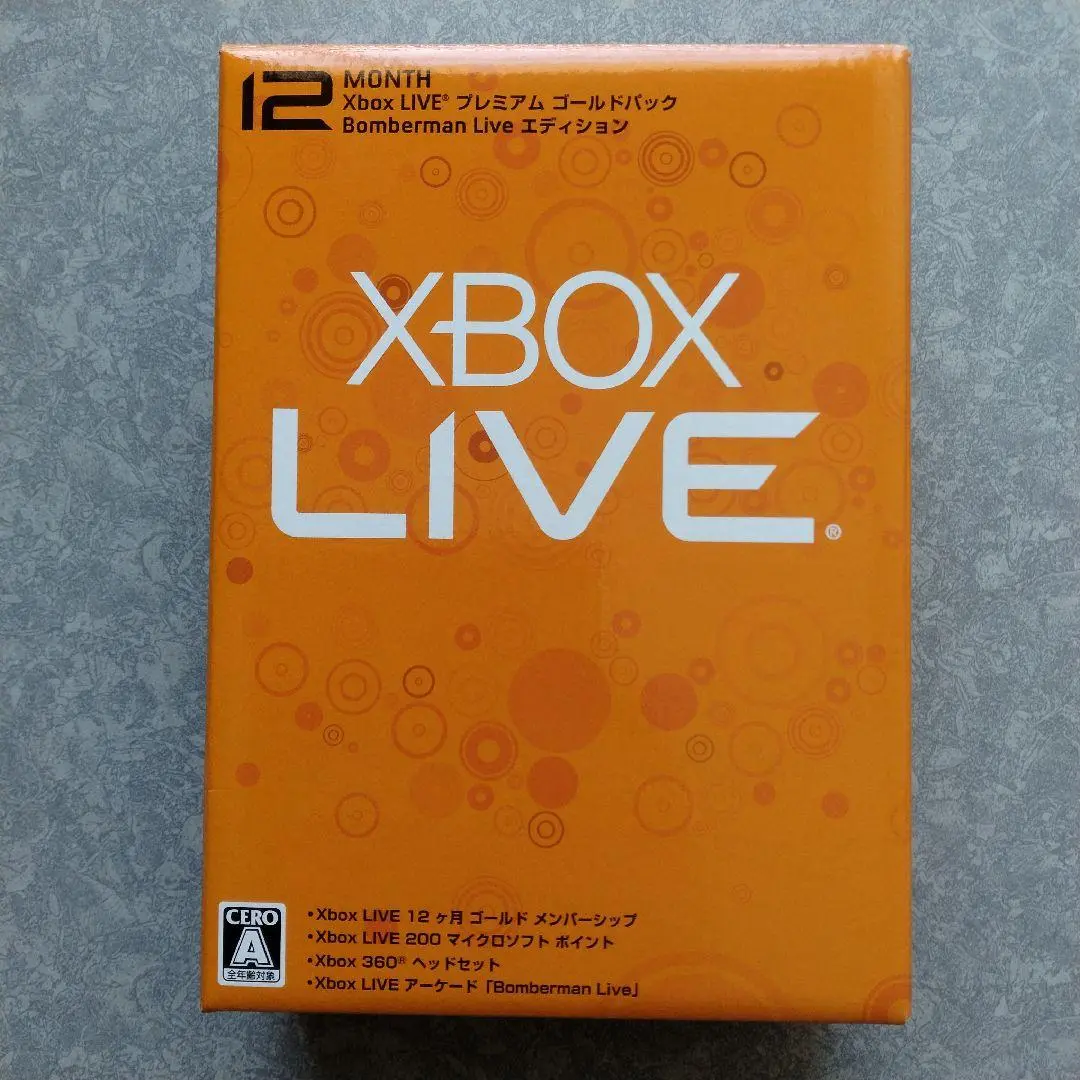 12 MONTH
Xbox LIVE® プレミアム ゴールドパック
Bomberman Live エディション
XBOX
LIVE®
CERO
A
全年齢対象
・Xbox LIVE 12 ヶ月 ゴールド メンバーシップ
・Xbox LIVE 200 マイクロソフト ポイント
・Xbox 360® ヘッドセット
・Xbox LIVE アーケード「Bomberman Live」